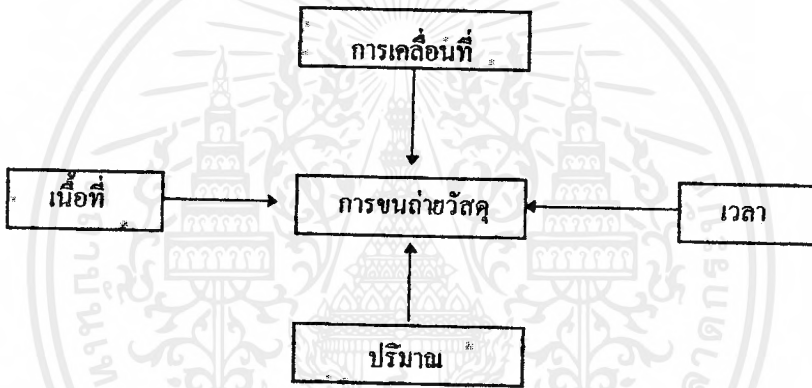 การเคลื่อนที่
เนื้อที่
การขนถ่ายวัสดุ
เวลา
ปริมาณ